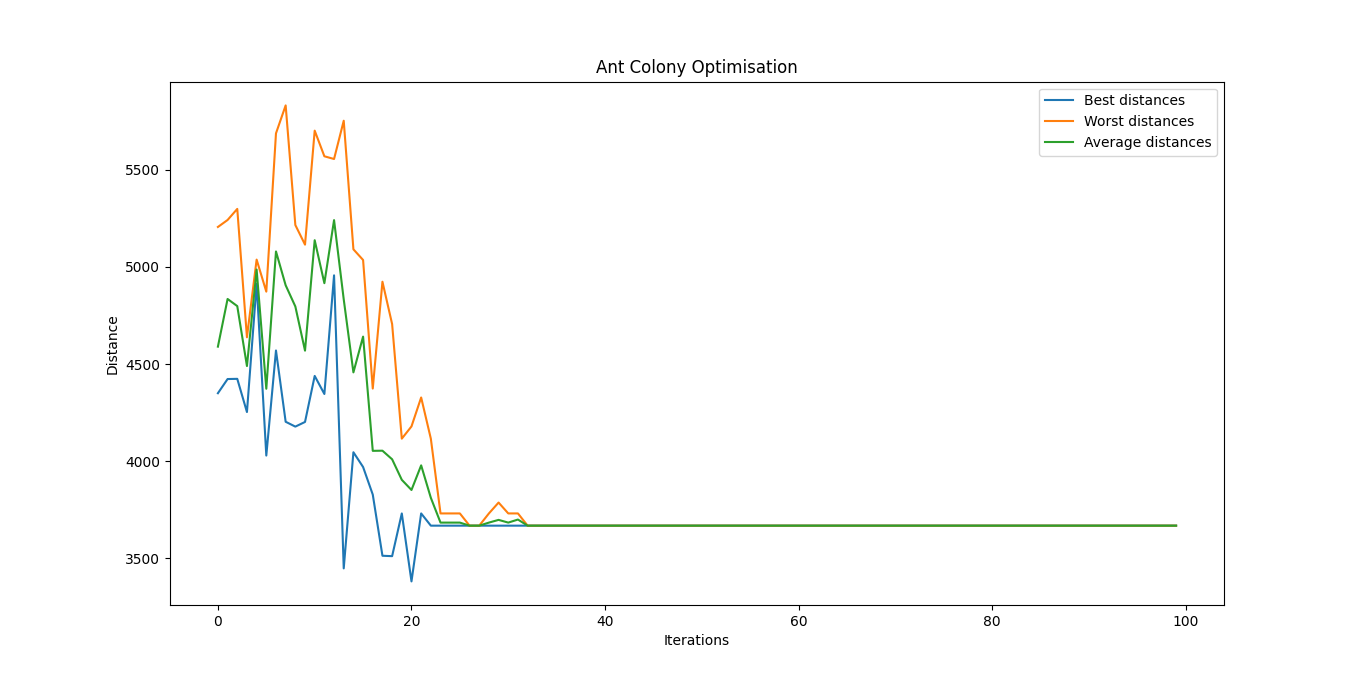 Ant Colony Optimisation
Best distances
Worst distances
Average distances
5500
5000
4500
4000
3500
Distance
0
20
40
60
80
100
Iterations